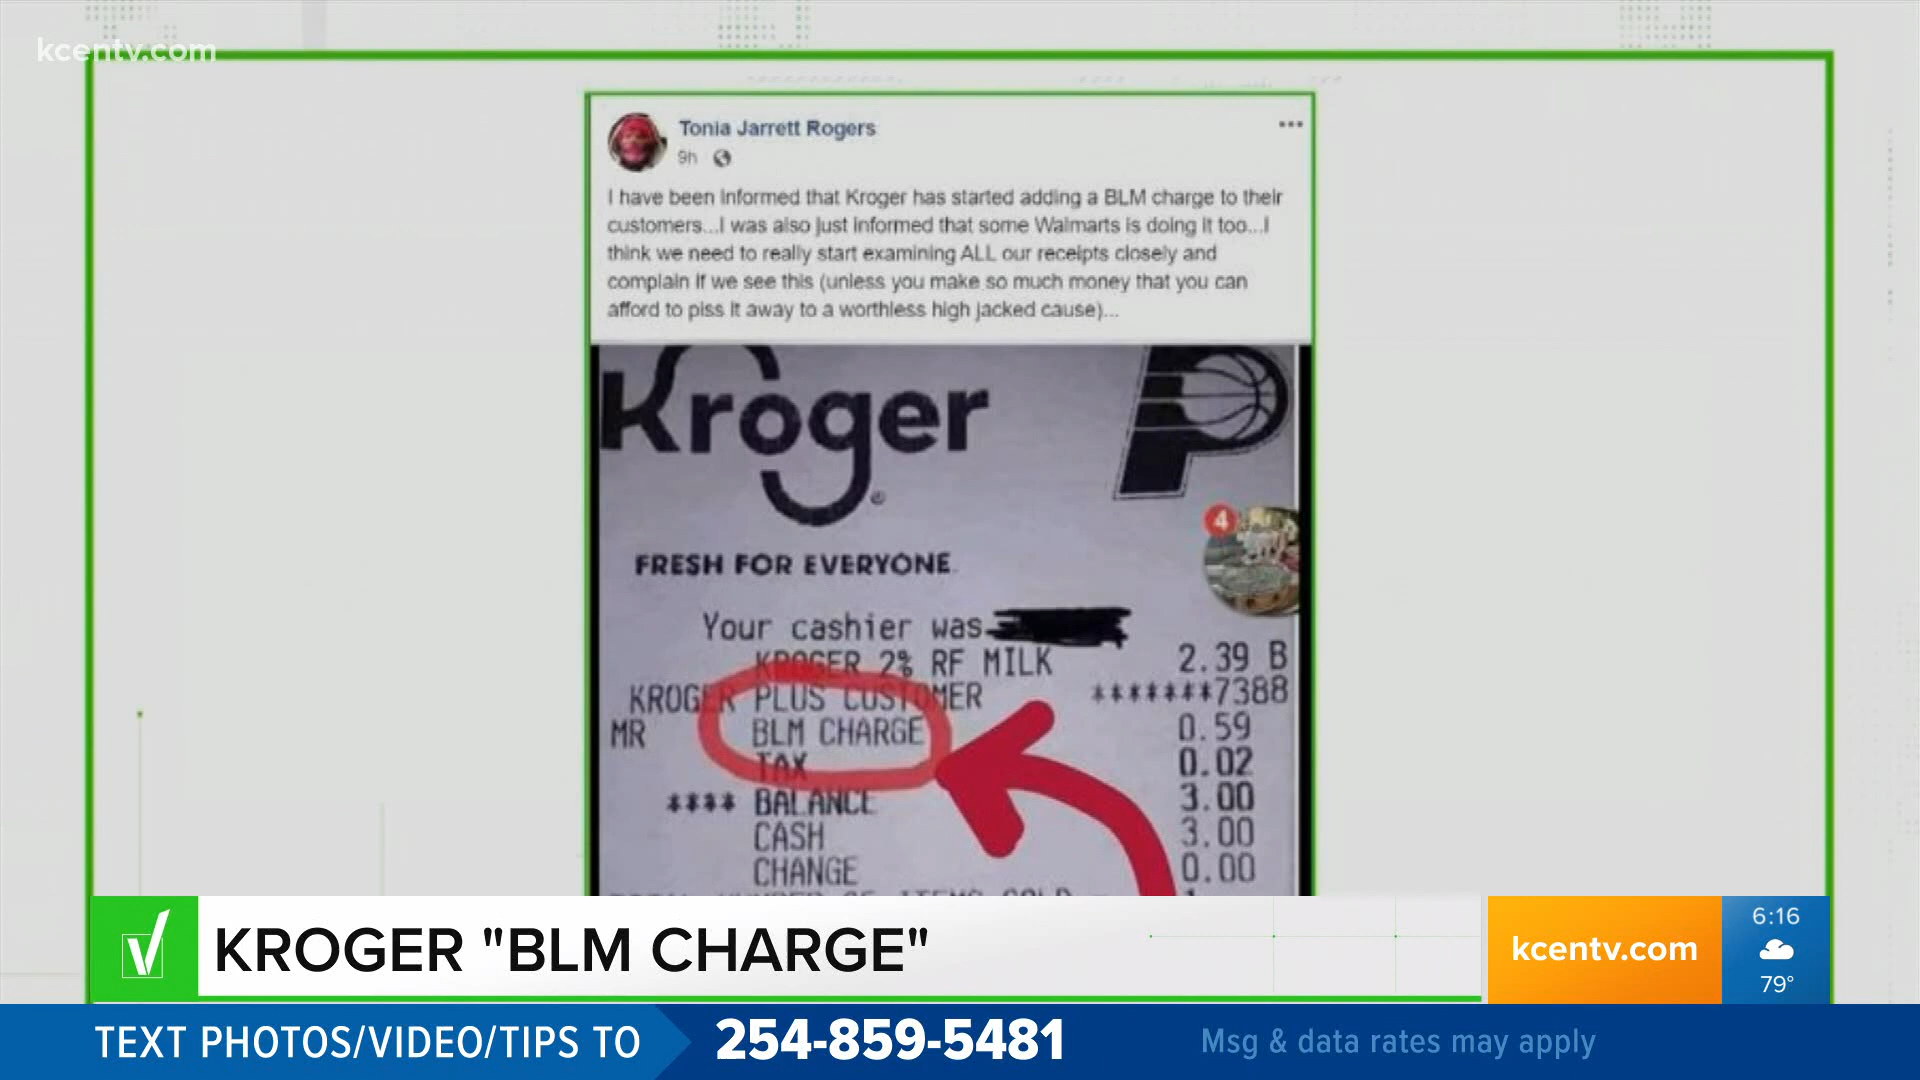 kcentv.com
Tonia Jarrett Rogers
9h
I have been informed that Kroger has started adding a BLM charge to their
customers...I was also just informed that some Walmarts is doing it too...I
think we need to really start examining ALL our receipts closely and
complain if we see this (unless you make so much money that you can
afford to piss it away to a worthless high jacked cause)...
Kroger®
P
4
FRESH FOR EVERYONE.
Your cashier was
KROGER 2% RF MILK 2.39 B
KROGER PLUS CUSTOMER *******7388
MR BLM CHARGE 0.59
TAX 0.02
**** BALANCE 3.00
CASH 3.00
CHANGE 0.00
KROGER "BLM CHARGE"
kcentv.com
6:16
79°
TEXT PHOTOS/VIDEO/TIPS TO 254-859-5481 Msg & data rates may apply